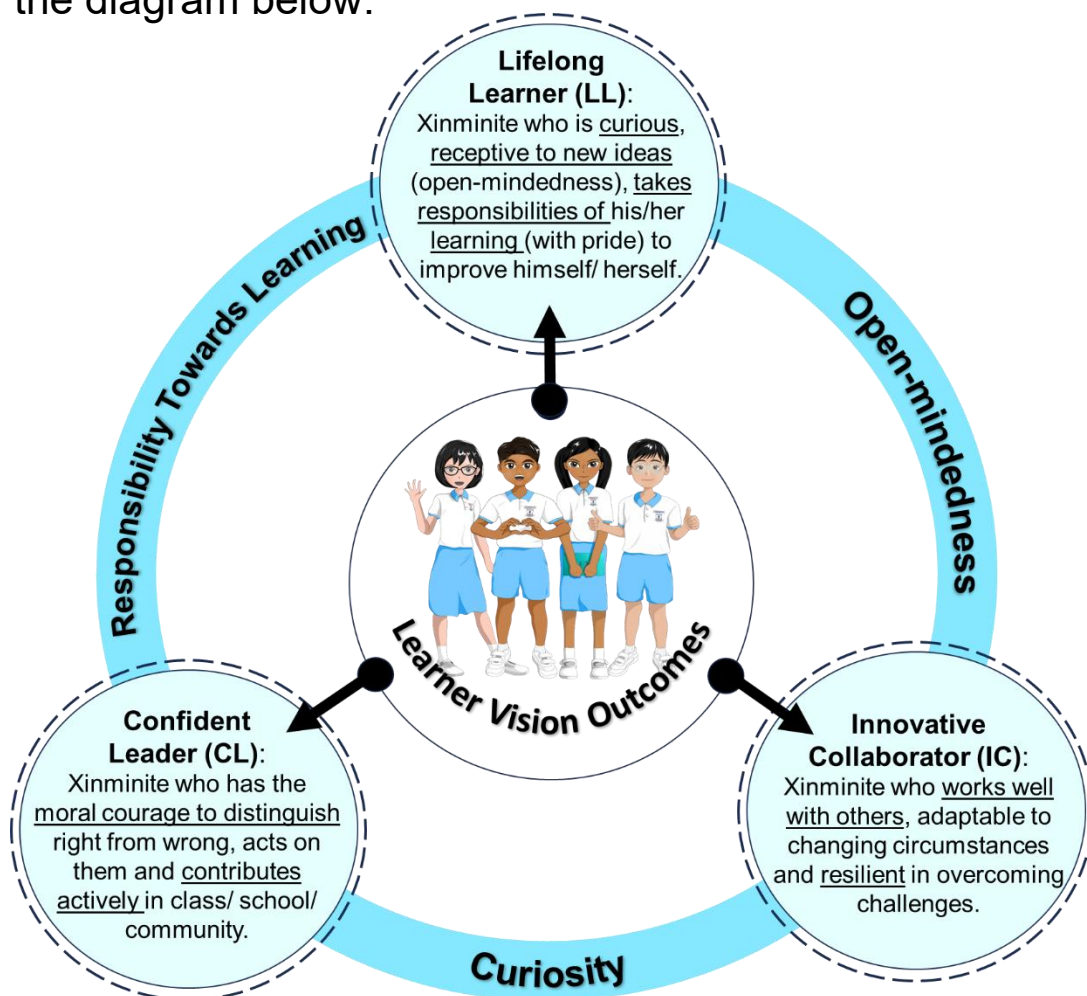 the diagram below.
Lifelong
Learner (LL):
Xinminite who is curious,
receptive to new ideas
(open-mindedness), takes
responsibilities of his/her
learning (with pride) to
improve himself/ herself.
Responsibility Towards Learning
Open-mindedness
Learner Vision Outcomes
Confident
Leader (CL):
Xinminite who has the
moral courage to distinguish
right from wrong, acts on
them and contributes
actively in class/ school/
community.
Innovative
Collaborator (IC):
Xinminite who works well
with others, adaptable to
changing circumstances
and resilient in overcoming
challenges.
Curiosity